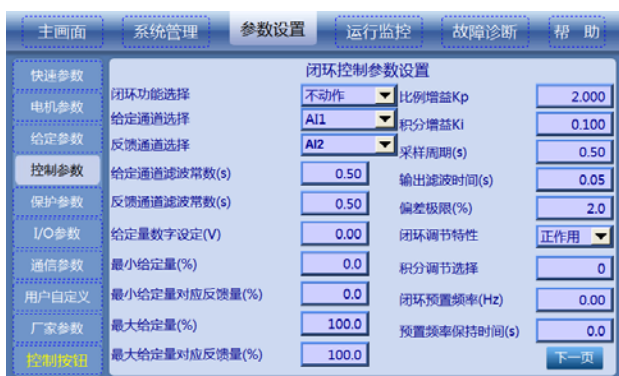 主画面 系统管理 参数设置 运行监控 故障诊断 帮 助
快速参数
电机参数
给定参数
控制参数
保护参数
I/O参数
通信参数
用户自定义
厂家参数
控制按钮
闭环控制参数设置
闭环功能选择 不动作
给定通道选择 AI1
反馈通道选择 AI2
给定通道滤波常数(s) 0.50
反馈通道滤波常数(s) 0.50
给定量数字设定(V) 0.00
最小给定量(%) 0.0
最小给定量对应反馈量(%) 0.0
最大给定量(%) 100.0
最大给定量对应反馈量(%) 100.0
比例增益Kp 2.000
积分增益Ki 0.100
采样周期(s) 0.50
输出滤波时间(s) 0.05
偏差极限(%) 2.0
闭环调节特性 正作用
积分调节选择 0
闭环预置频率(Hz) 0.00
预置频率保持时间(s) 0.0
下一页